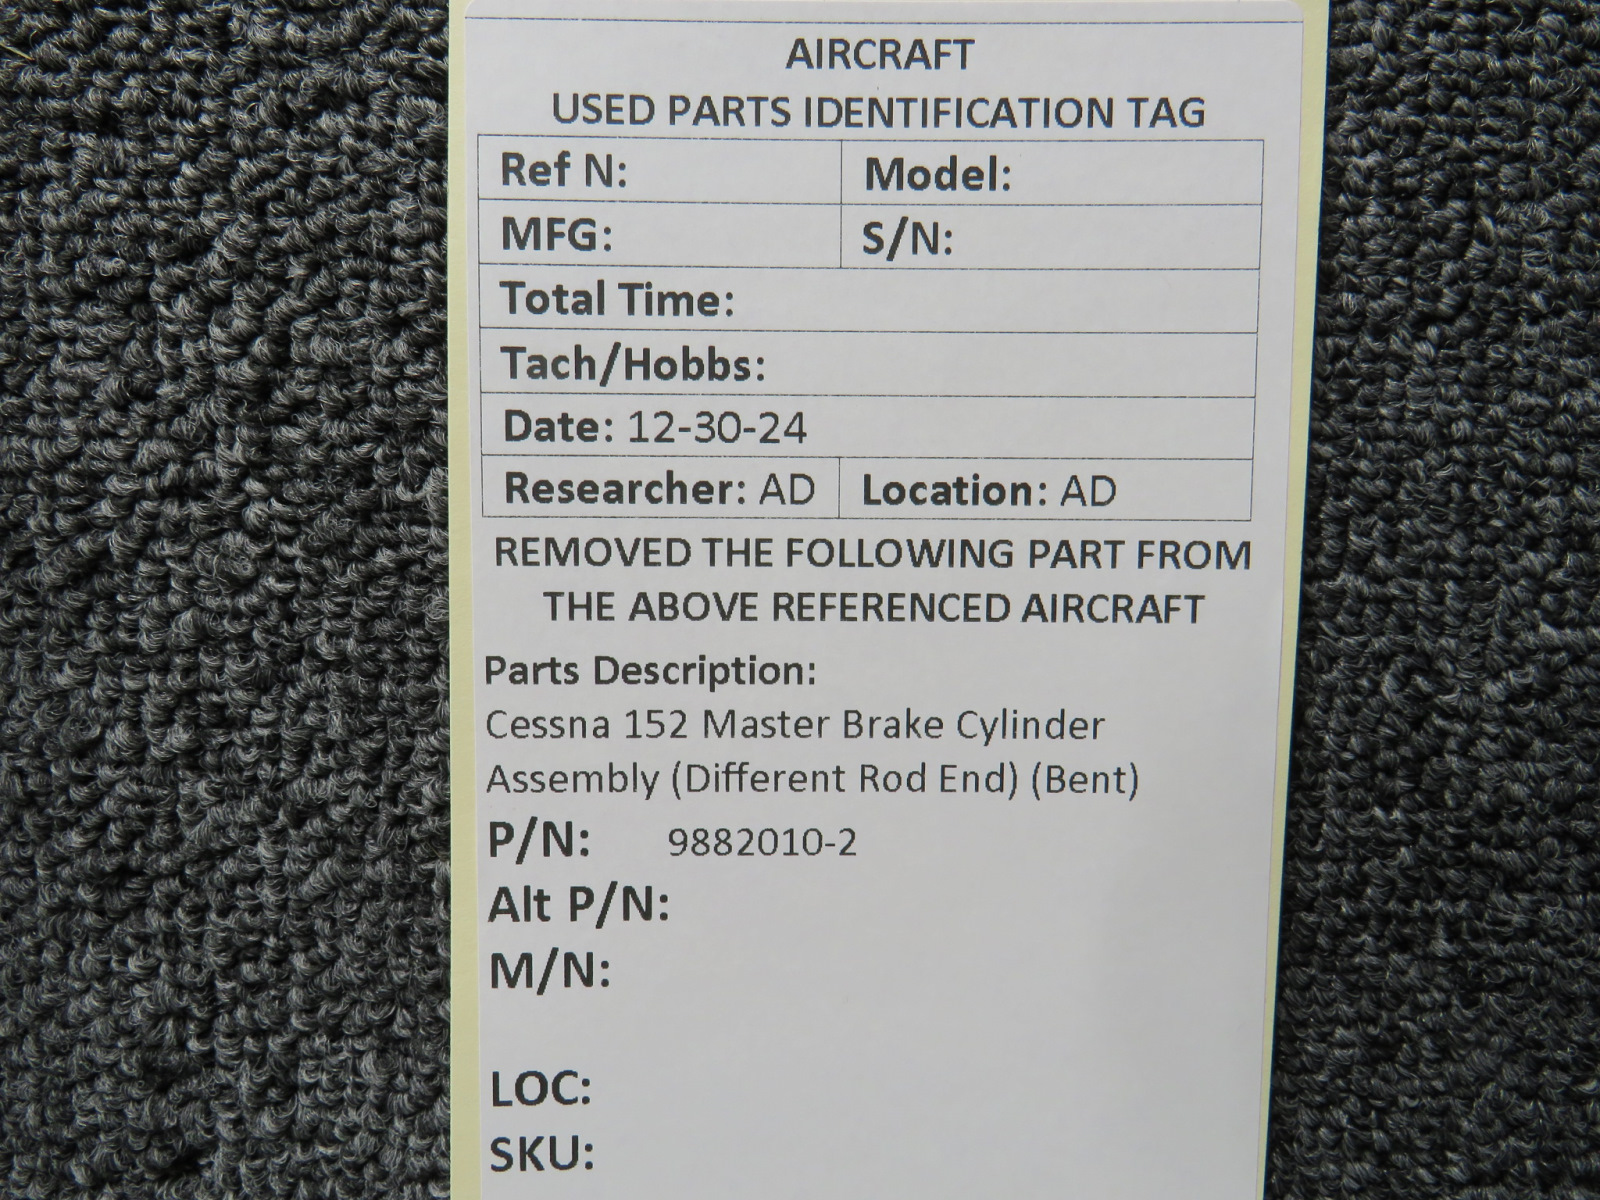 AIRCRAFT
USED PARTS IDENTIFICATION TAG
Ref N: Model:
MFG: S/N:
Total Time:
Tach/Hobbs:
Date: 12-30-24
Researcher: AD Location: AD
REMOVED THE FOLLOWING PART FROM
THE ABOVE REFERENCED AIRCRAFT
Parts Description:
Cessna 152 Master Brake Cylinder
Assembly (Different Rod End) (Bent)
P/N: 9882010-2
Alt P/N:
M/N:
LOC:
SKU: